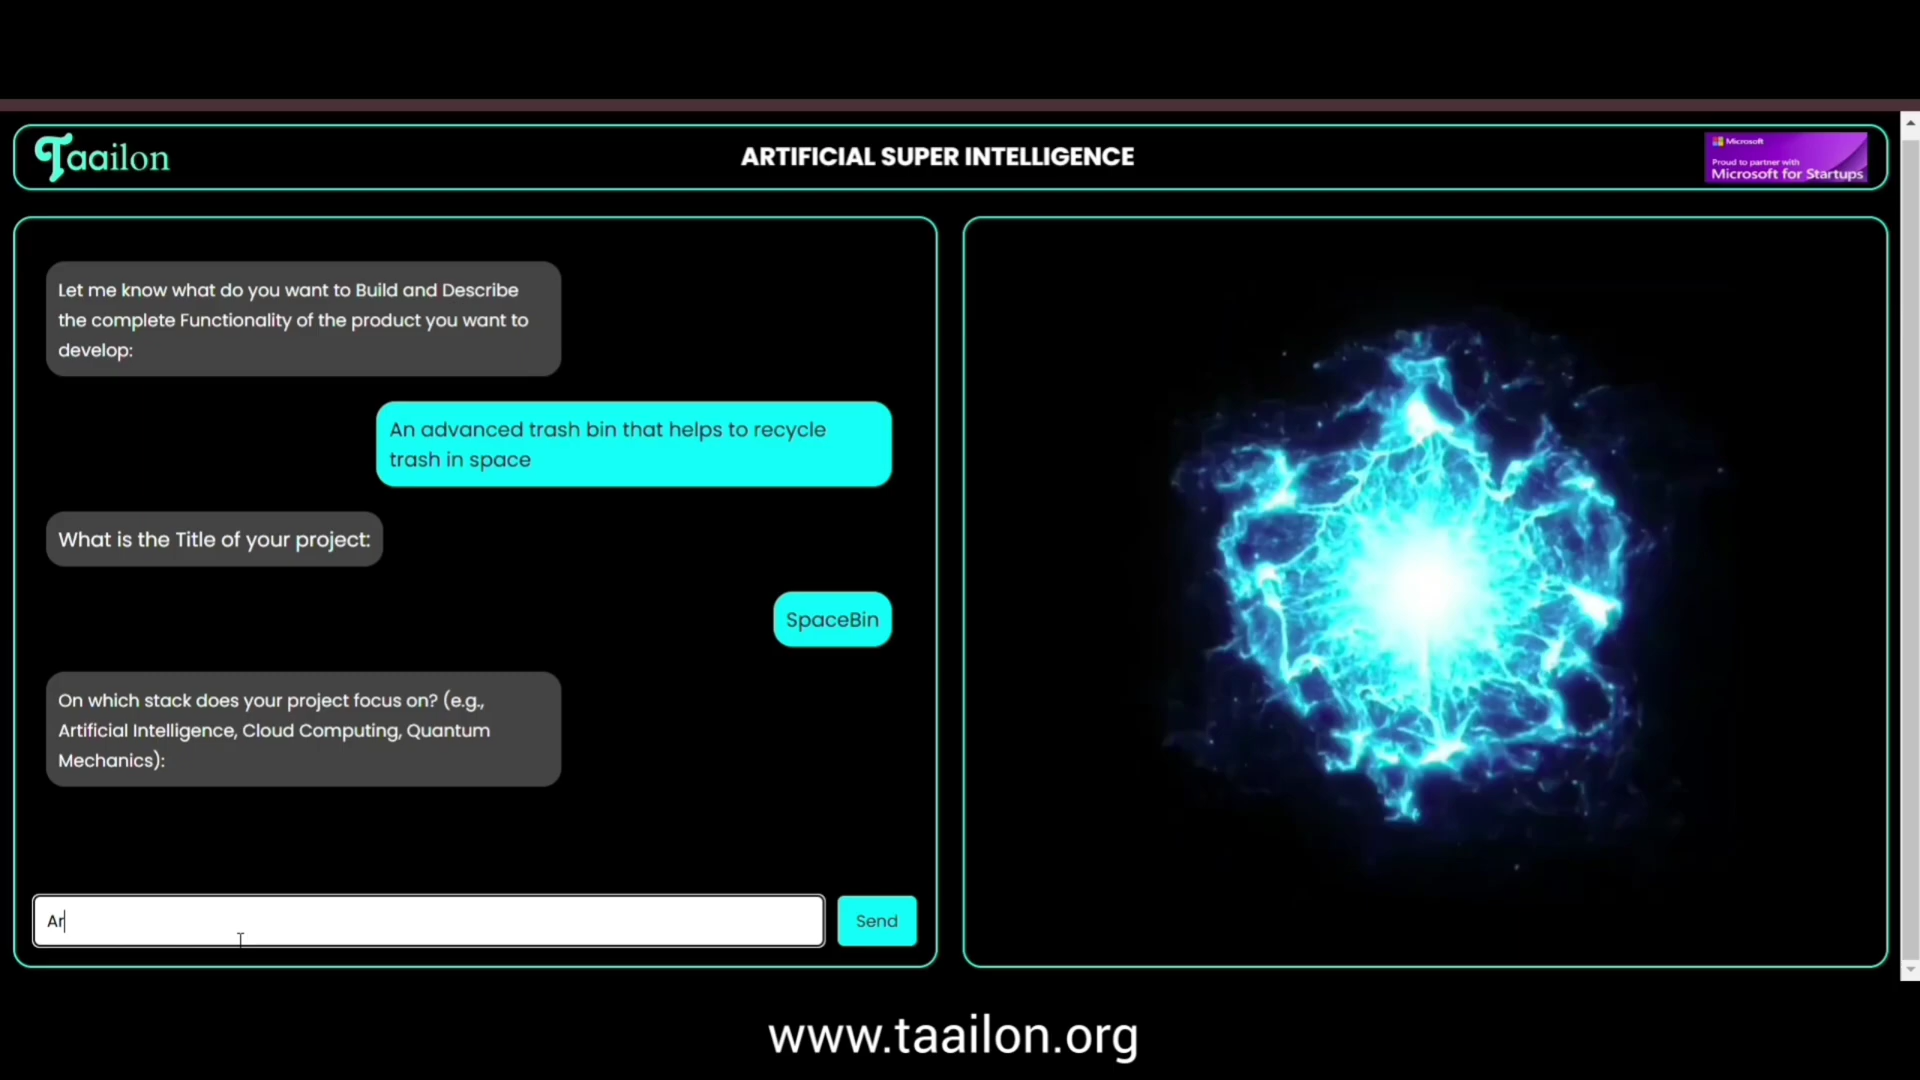 Taailon
ARTIFICIAL SUPER INTELLIGENCE
Microsoft
Proud to partner with
Microsoft for Startups
Let me know what do you want to Build and Describe
the complete Functionality of the product you want to
develop:
An advanced trash bin that helps to recycle
trash in space
What is the Title of your project:
SpaceBin
On which stack does your project focus on? (e.g.,
Artificial Intelligence, Cloud Computing, Quantum
Mechanics):
Ar
Send
www.taailon.org